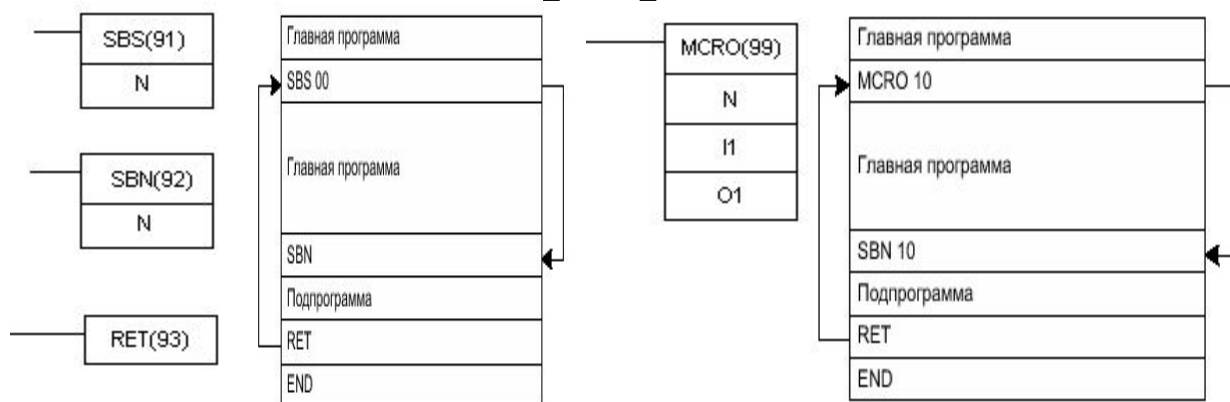 SBS(91)
N
SBN(92)
N
RET(93)
Главная программа
SBS 00
Главная программа
SBN
Подпрограмма
RET
END
MCRO(99)
N
I1
O1
Главная программа
MCRO 10
Главная программа
SBN 10
Подпрограмма
RET
END